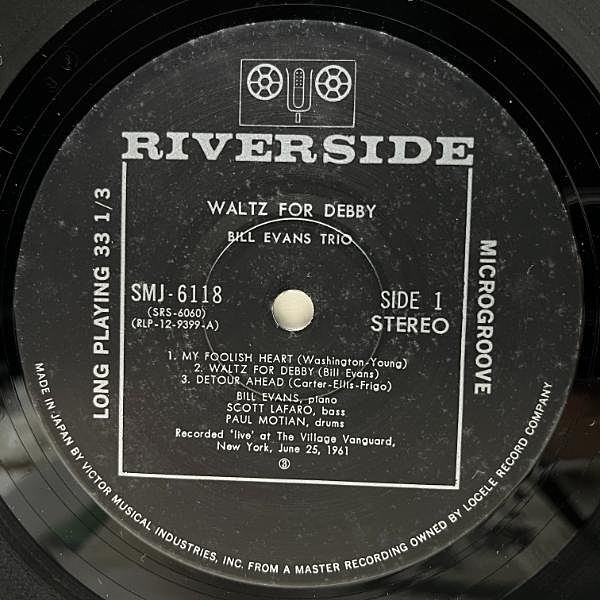 RIVERSIDE
WALTZ FOR DEBBY
BILL EVANS TRIO
LONG PLAYING 33 1/3
MICROGROOVE
SMJ-6118
(SRS-6060)
(RLP-12-9399-A)
SIDE 1
STEREO
1. MY FOOLISH HEART (Washington-Young)
2. WALTZ FOR DEBBY (Bill Evans)
3. DETOUR AHEAD (Carter-Ellis-Frigo)
BILL EVANS, piano
SCOTT LAFARO, bass
PAUL MOTIAN, drums
Recorded 'live' at The Village Vanguard,
New York, June 25, 1961
③
MADE IN JAPAN BY VICTOR MUSICAL INDUSTRIES, INC. FROM A MASTER RECORDING OWNED BY LOCELE RECORD COMPANY